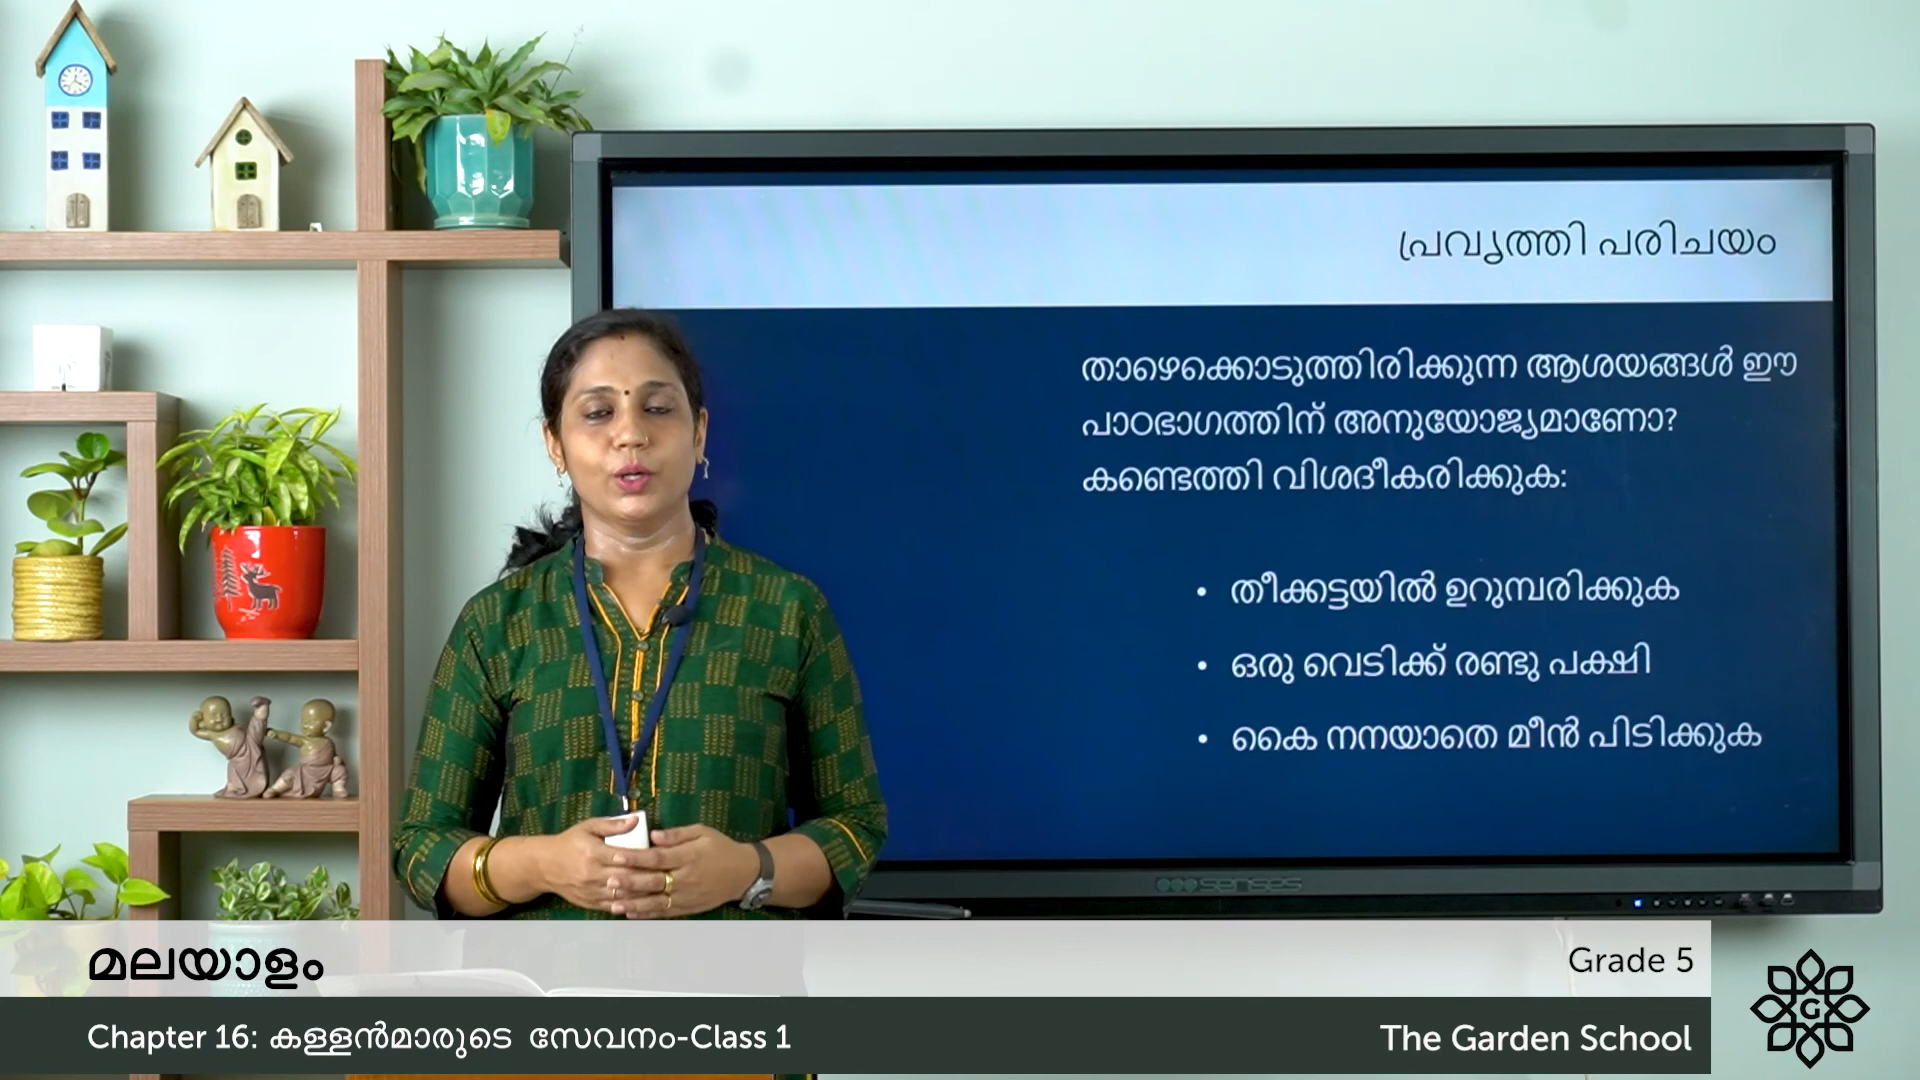 പ്രവൃത്തി പരിചയം
താഴെക്കൊടുത്തിരിക്കുന്ന ആശയങ്ങൾ ഈ
പാഠഭാഗത്തിന് അനുയോജ്യമാണോ?
കണ്ടെത്തി വിശദീകരിക്കുക:
• തീക്കട്ടയിൽ ഉറുമ്പരിക്കുക
• ഒരു വെടിക്ക് രണ്ടു പക്ഷി
• കൈ നനയാതെ മീൻ പിടിക്കുക
senses
മലയാളം
Grade 5
Chapter 16: കള്ളൻമാരുടെ സേവനം-Class 1
The Garden School
G